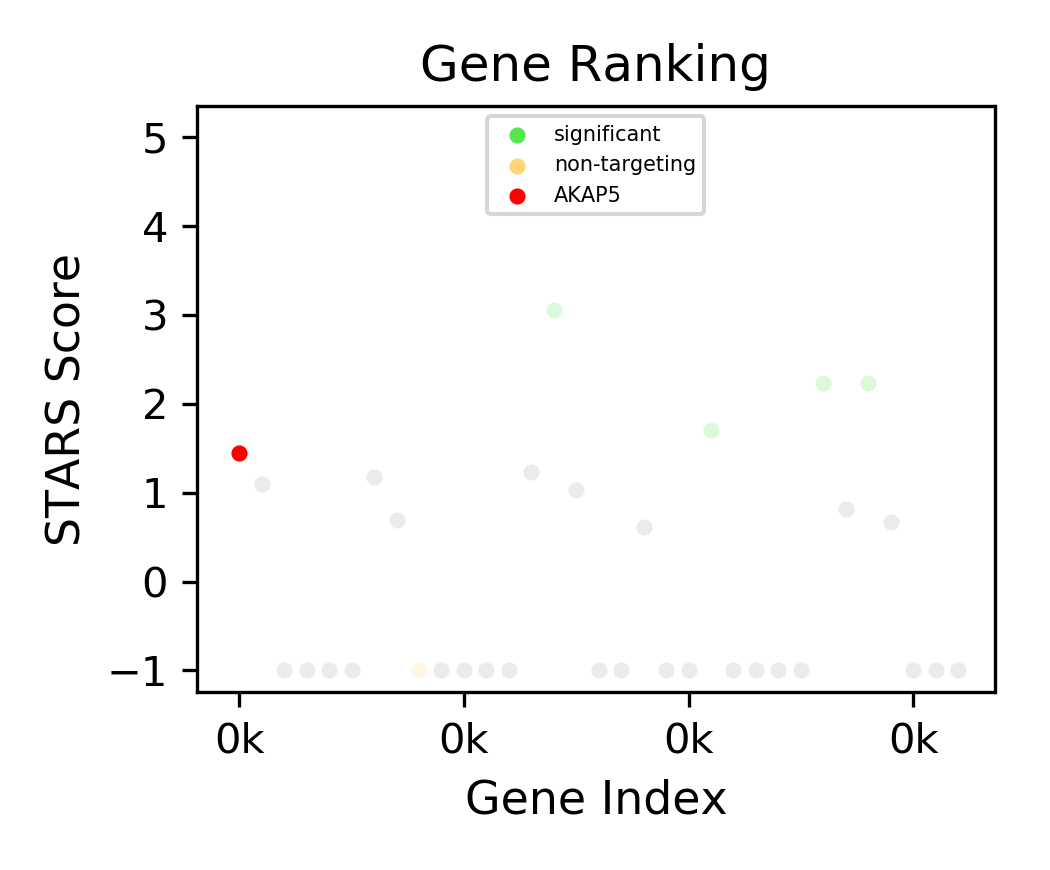 Gene Ranking
significant
non-targeting
AKAP5
STARS Score
5
4
3
2
1
0
−1
0k 0k 0k 0k
Gene Index